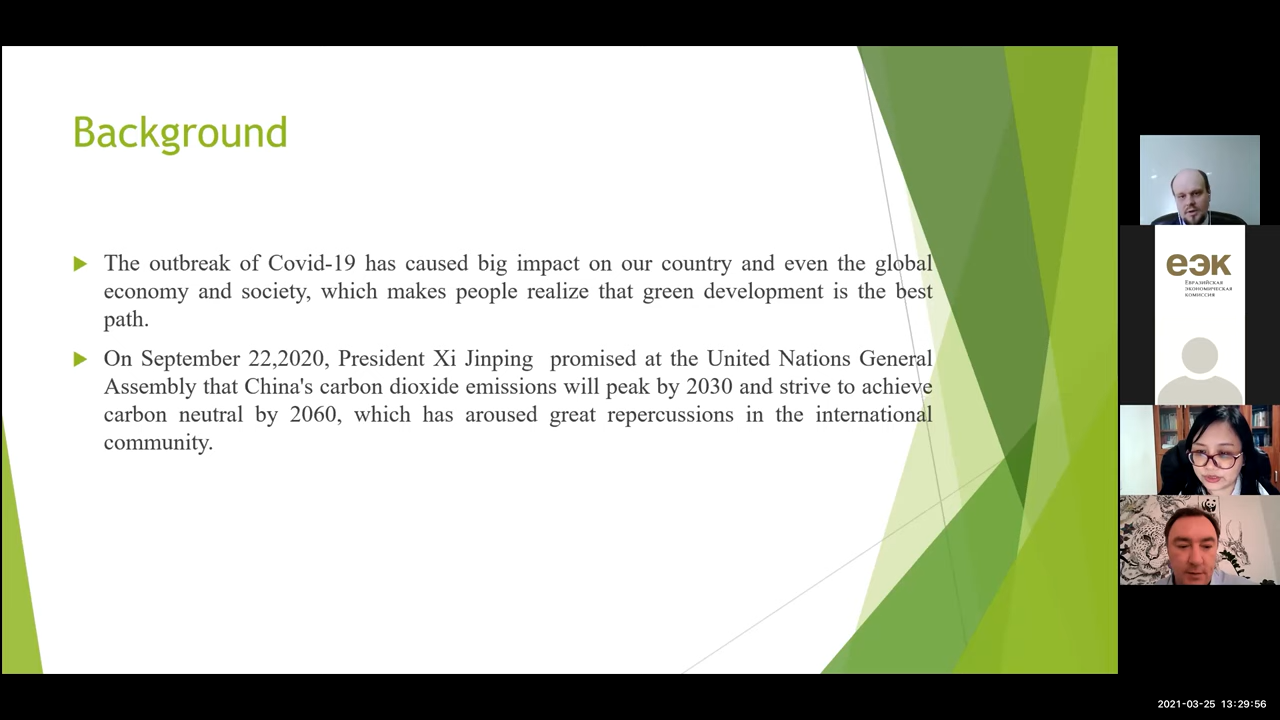 Background
The outbreak of Covid-19 has caused big impact on our country and even the global
economy and society, which makes people realize that green development is the best
path.
On September 22,2020, President Xi Jinping promised at the United Nations General
Assembly that China's carbon dioxide emissions will peak by 2030 and strive to achieve
carbon neutral by 2060, which has aroused great repercussions in the international
community.
еэк
Евразийская
экономическая
комиссия
2021-03-25 13:29:56